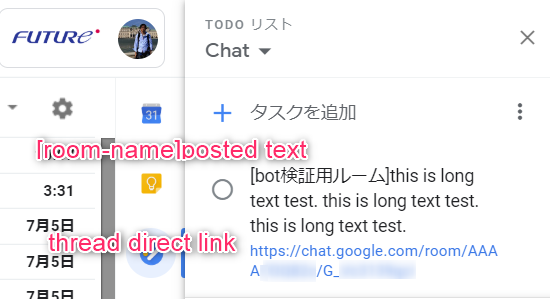 FUTURE
TODO リスト
Chat
タスクを追加
31
[room-name]posted text
3:31
[bot検証用ルーム]this is long
text test. this is long text test.
this is long text test.
7月5日
thread direct link
https://chat.google.com/room/AAA
A
/G_
7月5日
7月5日